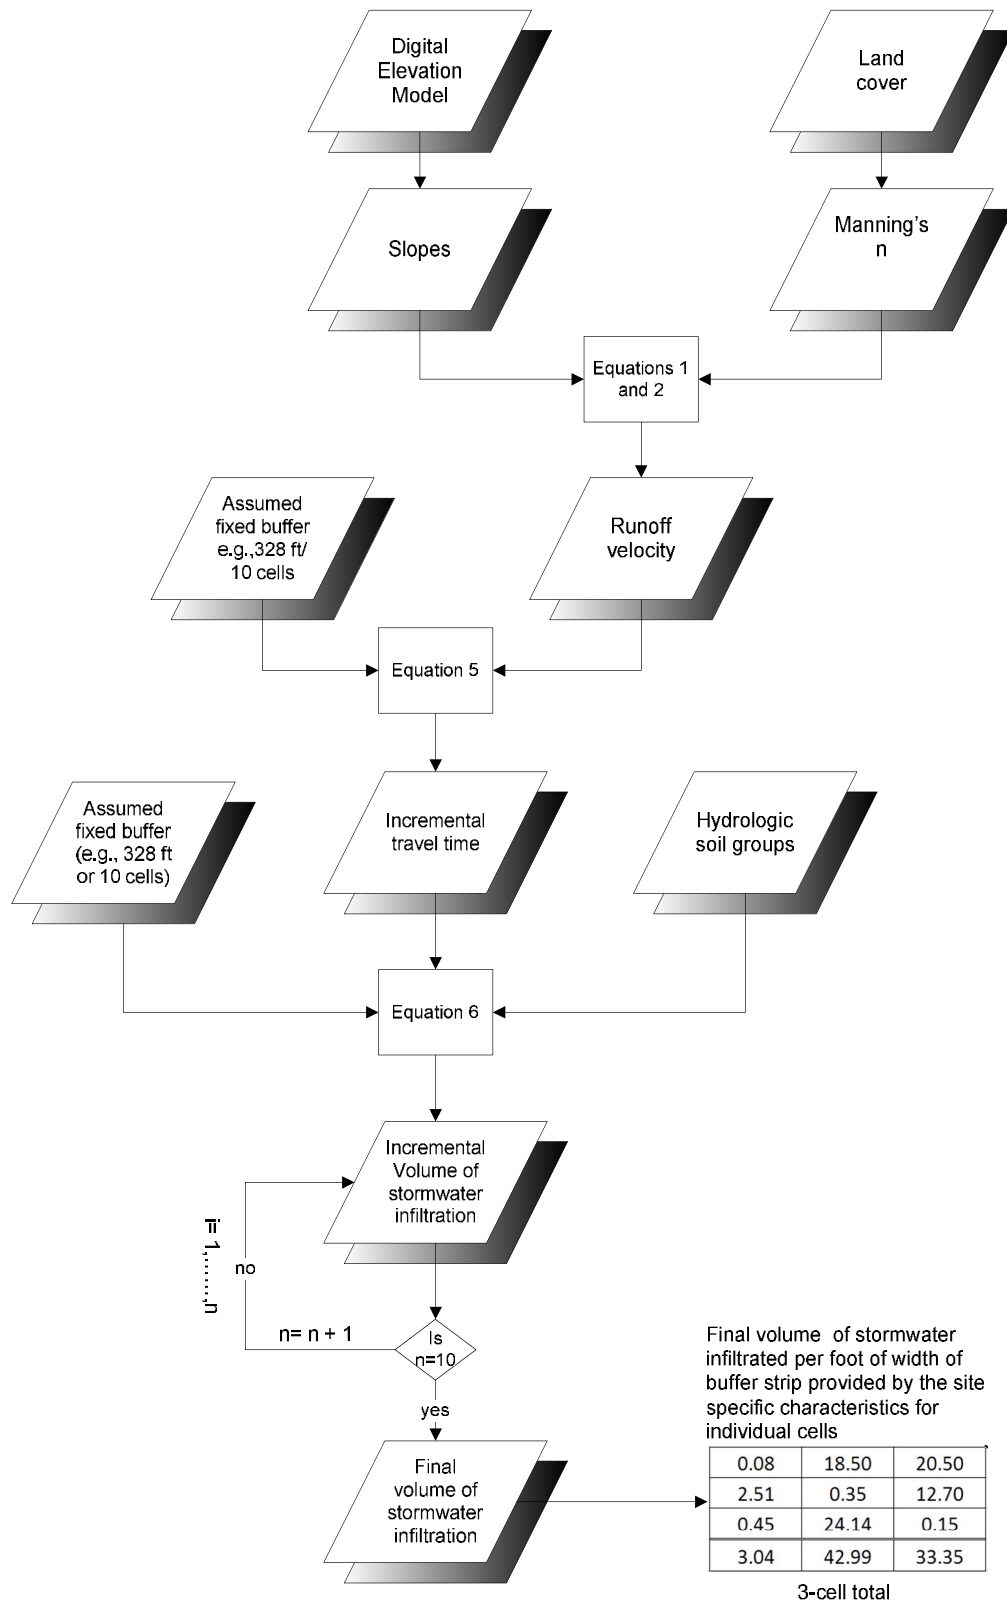 Digital
Elevation
Model
Land
cover
Slopes
Manning's
n
Equations 1
and 2
Assumed
fixed buffer
e.g.,328 ft/
10 cells
Runoff
velocity
Equation 5
Assumed
fixed buffer
(e.g., 328 ft
or 10 cells)
Incremental
travel time
Hydrologic
soil groups
Equation 6
Incremental
Volume of
stormwater
infiltration
i= 1,.......,n
no
n= n + 1
Is
n=10
yes
Final
volume of
stormwater
infiltration
Final volume of stormwater
infiltrated per foot of width of
buffer strip provided by the site
specific characteristics for
individual cells
0.08 18.50 20.50
2.51 0.35 12.70
0.45 24.14 0.15
3.04 42.99 33.35
3-cell total